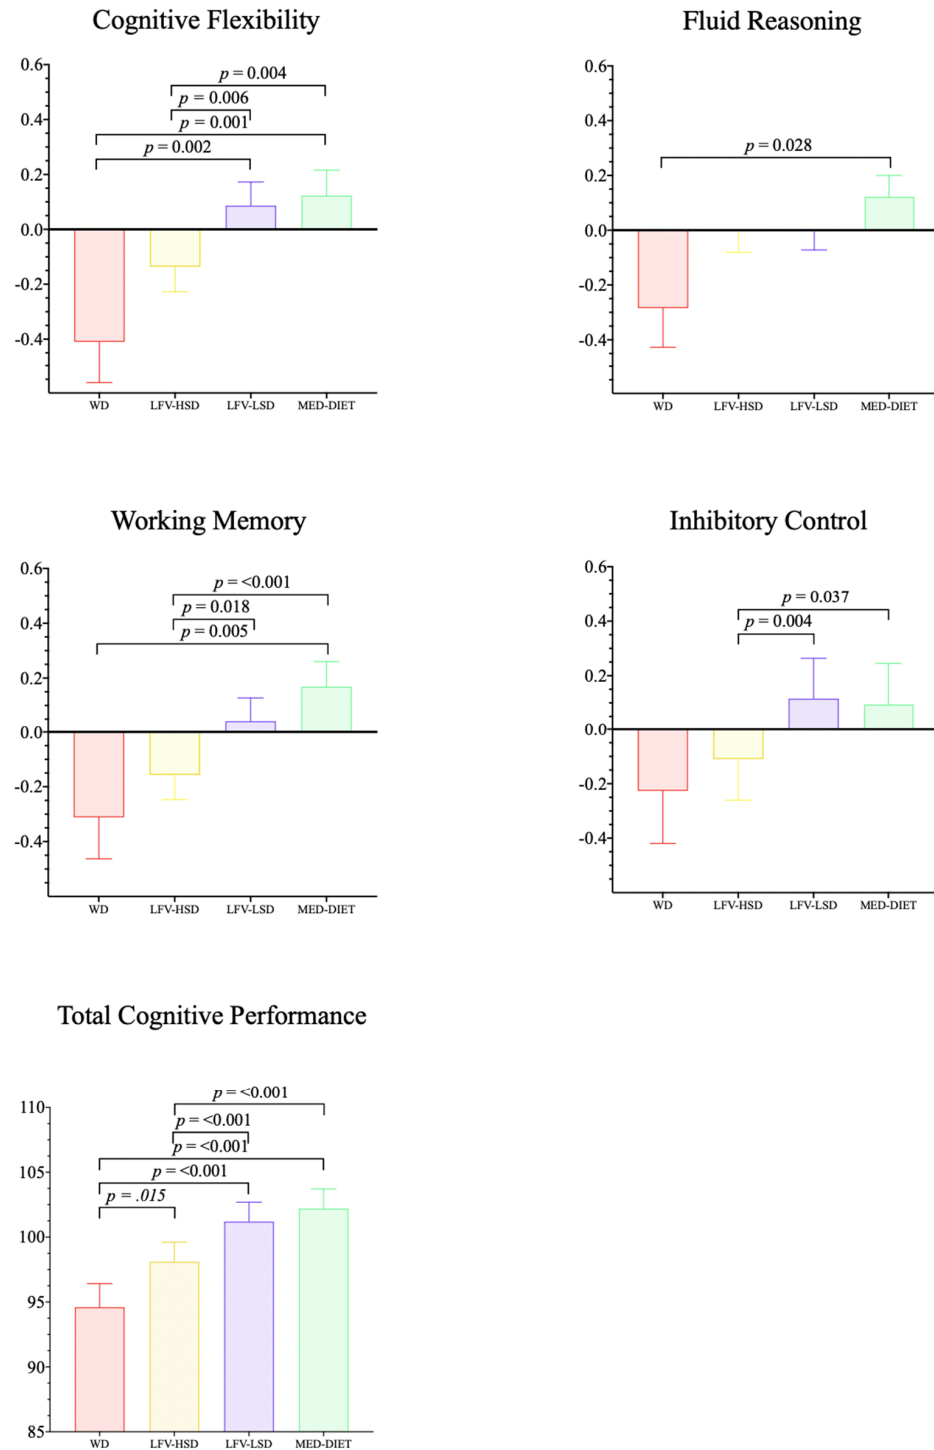 Cognitive Flexibility
0.6
0.4
0.2
0.0
-0.2
-0.4
p = 0.004
p = 0.006
p = 0.001
p = 0.002
WD
LFV-HSD
LFV-LSD
MED-DIET
Fluid Reasoning
0.6
0.4
0.2
0.0
-0.2
-0.4
p = 0.028
WD
LFV-HSD
LFV-LSD
MED-DIET
Working Memory
0.6
0.4
0.2
0.0
-0.2
-0.4
p = <0.001
p = 0.018
p = 0.005
WD
LFV-HSD
LFV-LSD
MED-DIET
Inhibitory Control
0.6
0.4
0.2
0.0
-0.2
-0.4
p = 0.037
p = 0.004
WD
LFV-HSD
LFV-LSD
MED-DIET
Total Cognitive Performance
110
105
100
95
90
85
p = <0.001
p = <0.001
p = <0.001
p = <0.001
p = .015
WD
LFV-HSD
LFV-LSD
MED-DIET